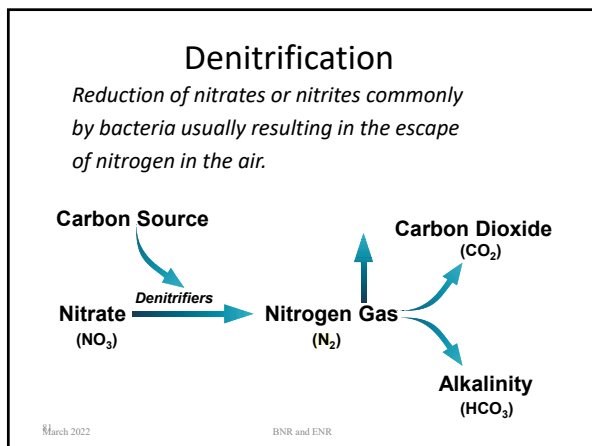 Denitrification
Reduction of nitrates or nitrites commonly
by bacteria usually resulting in the escape
of nitrogen in the air.
Carbon Source
Carbon Dioxide
(CO₂)
Denitrifiers
Nitrate
(NO₃)
Nitrogen Gas
(N₂)
Alkalinity
(HCO₃)
81
March 2022
BNR and ENR